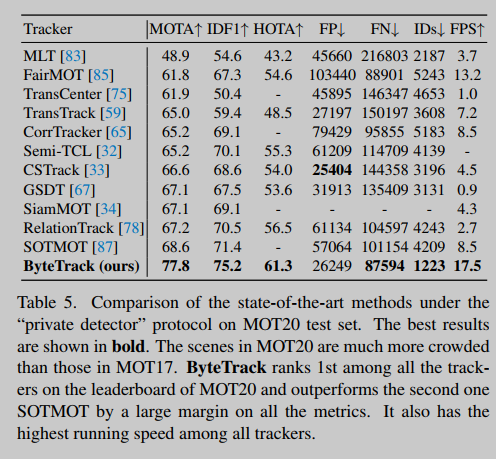 Tracker MOTA↑ IDF1↑ HOTA↑ FP↓ FN↓ IDs↓ FPS↑
MLT [83] 48.9 54.6 43.2 45660 216803 2187 3.7
FairMOT [85] 61.8 67.3 54.6 103440 88901 5243 13.2
TransCenter [75] 61.9 50.4 - 45895 146347 4653 1.0
TransTrack [59] 65.0 59.4 48.5 27197 150197 3608 7.2
CorrTracker [65] 65.2 69.1 - 79429 95855 5183 8.5
Semi-TCL [32] 65.2 70.1 55.3 61209 114709 4139 -
CSTrack [33] 66.6 68.6 54.0 25404 144358 3196 4.5
GSDT [67] 67.1 67.5 53.6 31913 135409 3131 0.9
SiamMOT [34] 67.1 69.1 - - - - 4.3
RelationTrack [78] 67.2 70.5 56.5 61134 104597 4243 2.7
SOTMOT [87] 68.6 71.4 - 57064 101154 4209 8.5
ByteTrack (ours) 77.8 75.2 61.3 26249 87594 1223 17.5
Table 5. Comparison of the state-of-the-art methods under the
“private detector” protocol on MOT20 test set. The best results
are shown in bold. The scenes in MOT20 are much more crowded
than those in MOT17. ByteTrack ranks 1st among all the track-
ers on the leaderboard of MOT20 and outperforms the second one
SOTMOT by a large margin on all the metrics. It also has the
highest running speed among all trackers.